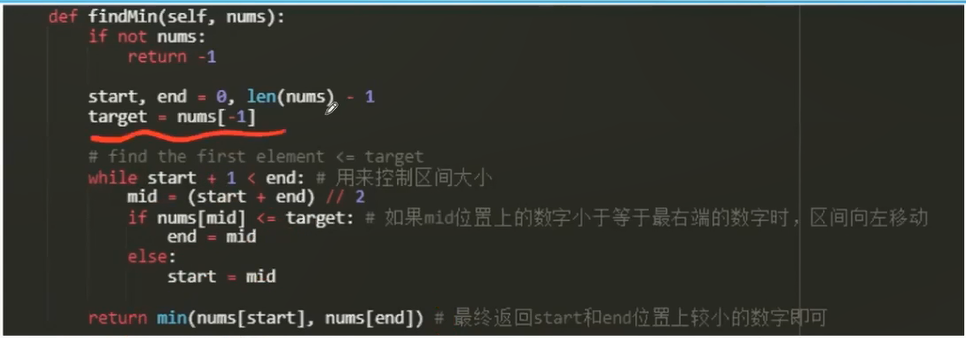 def findMin(self, nums):
if not nums:
return -1
start, end = 0, len(nums) - 1
target = nums[-1]
# find the first element <= target
while start + 1 < end: # 用来控制区间大小
mid = (start + end) // 2
if nums[mid] <= target: # 如果mid位置上的数字小于等于最右端的数字时，区间向左移动
end = mid
else:
start = mid
return min(nums[start], nums[end]) # 最终返回start和end位置上较小的数字即可